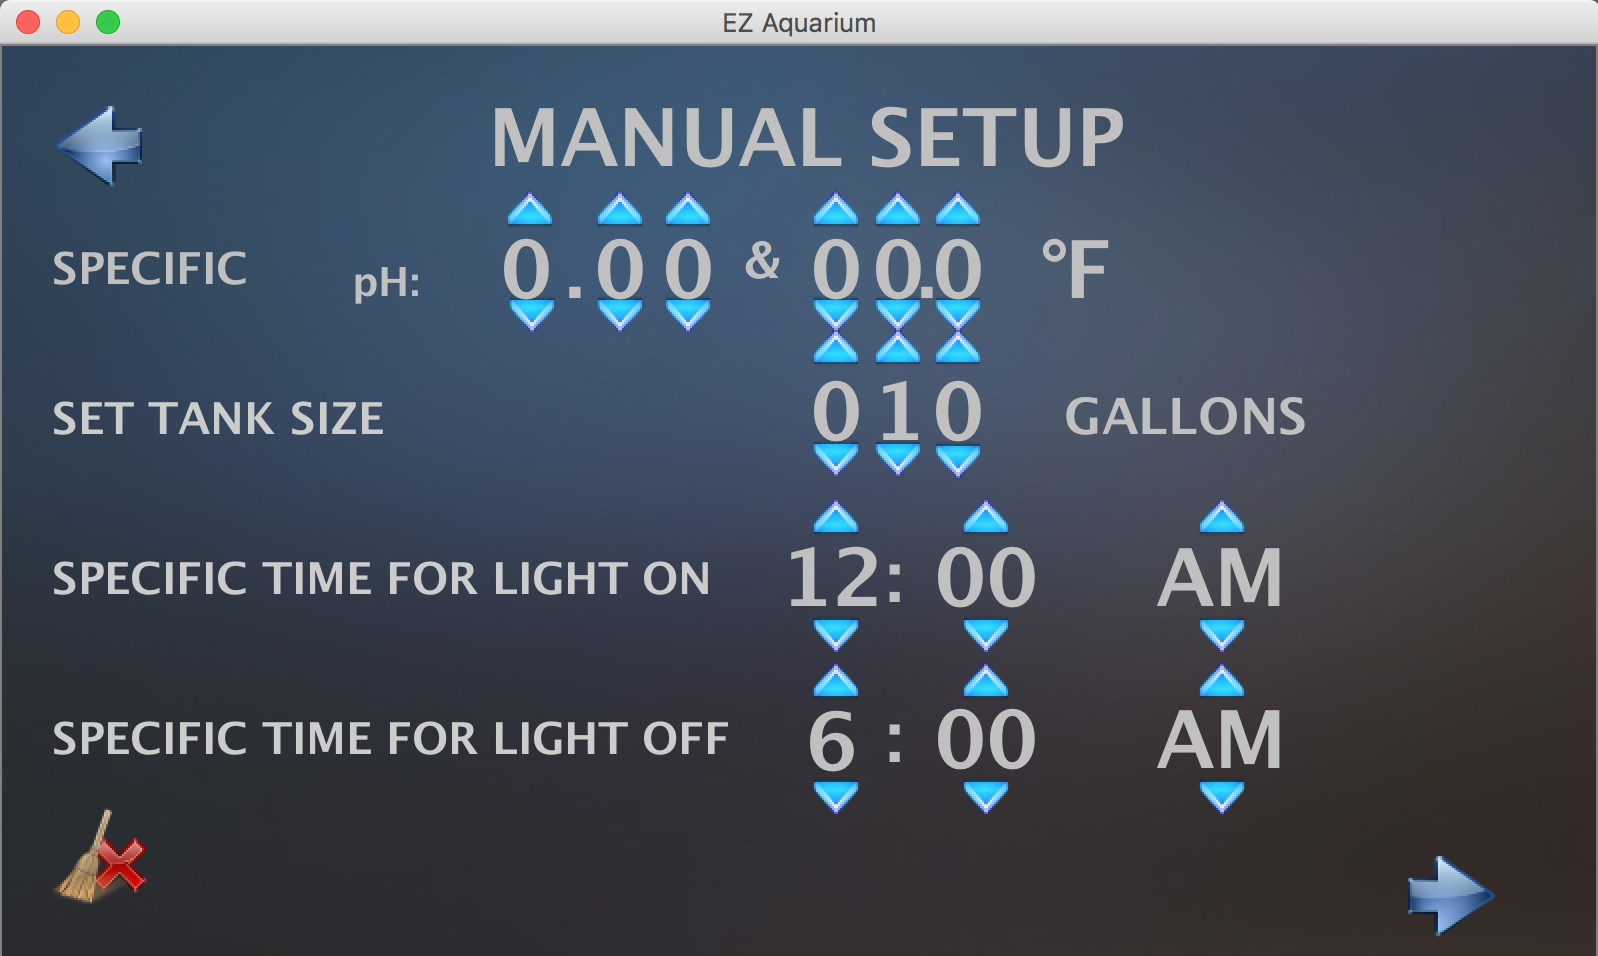 EZ Aquarium
MANUAL SETUP
SPECIFIC pH: 0.00 & 00.0 °F
SET TANK SIZE 010 GALLONS
SPECIFIC TIME FOR LIGHT ON 12: 00 AM
SPECIFIC TIME FOR LIGHT OFF 6 : 00 AM